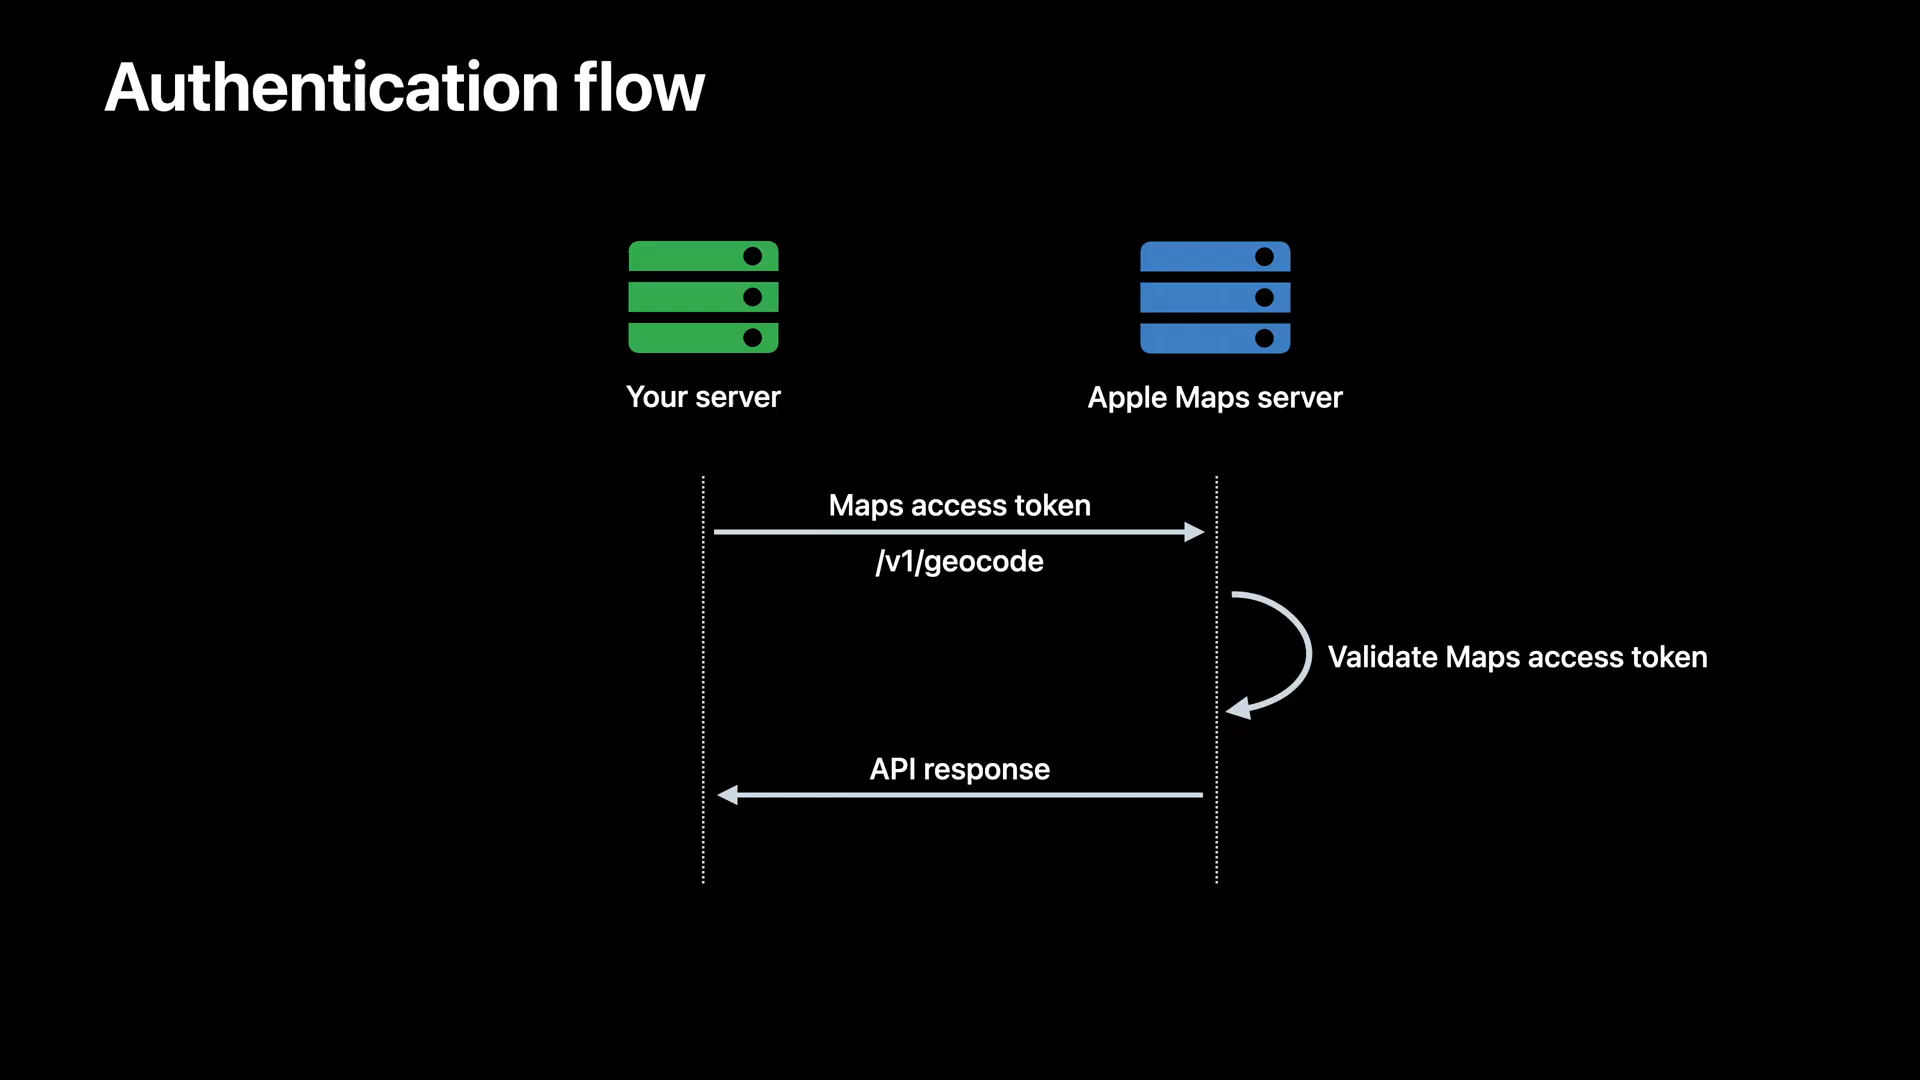 Authentication flow
Your server
Apple Maps server
Maps access token
/v1/geocode
Validate Maps access token
API response